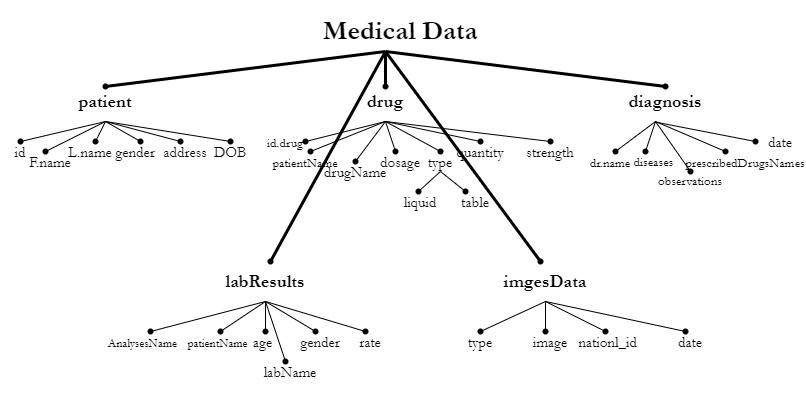 Medical Data
patient
drug
diagnosis
id
F.name
L.name
gender
address
DOB
id.drug
patientName
drugName
dosage
type
quantity
strength
liquid
table
dr.name
diseases
observations
prescribedDrugsNames
date
labResults
imgesData
AnalysesName
patientName
age
labName
gender
rate
type
image
nationl_id
date